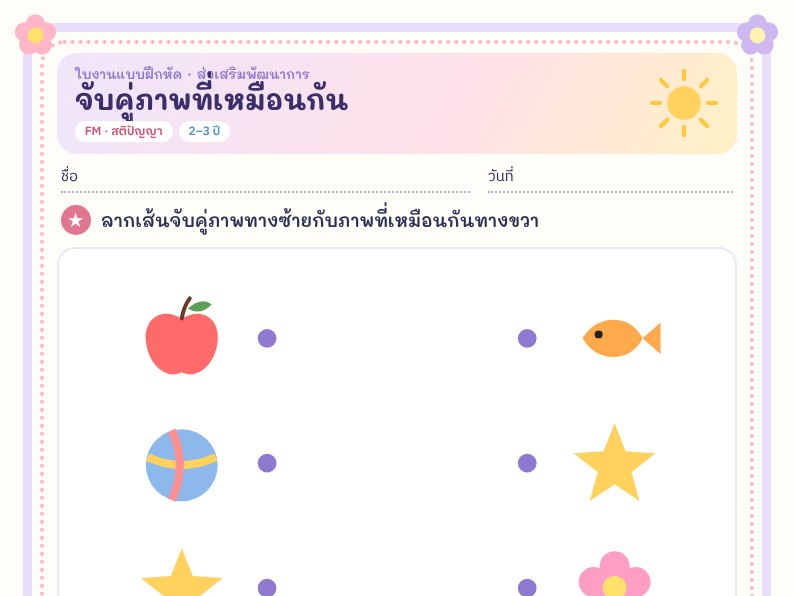 ใบงานแบบฝึกหัด · ส่งเสริมพัฒนาการ
จับคู่ภาพที่เหมือนกัน
FM · สติปัญญา 2–3 ปี
ชื่อ วันที่
ลากเส้นจับคู่ภาพทางซ้ายกับภาพที่เหมือนกันทางขวา